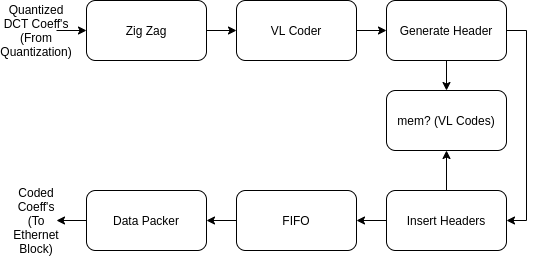 Quantized
DCT Coeff's
(From
Quantization)
Zig Zag
VL Coder
Generate Header
mem? (VL Codes)
Coded
Coeff's
(To
Ethernet
Block)
Data Packer
FIFO
Insert Headers